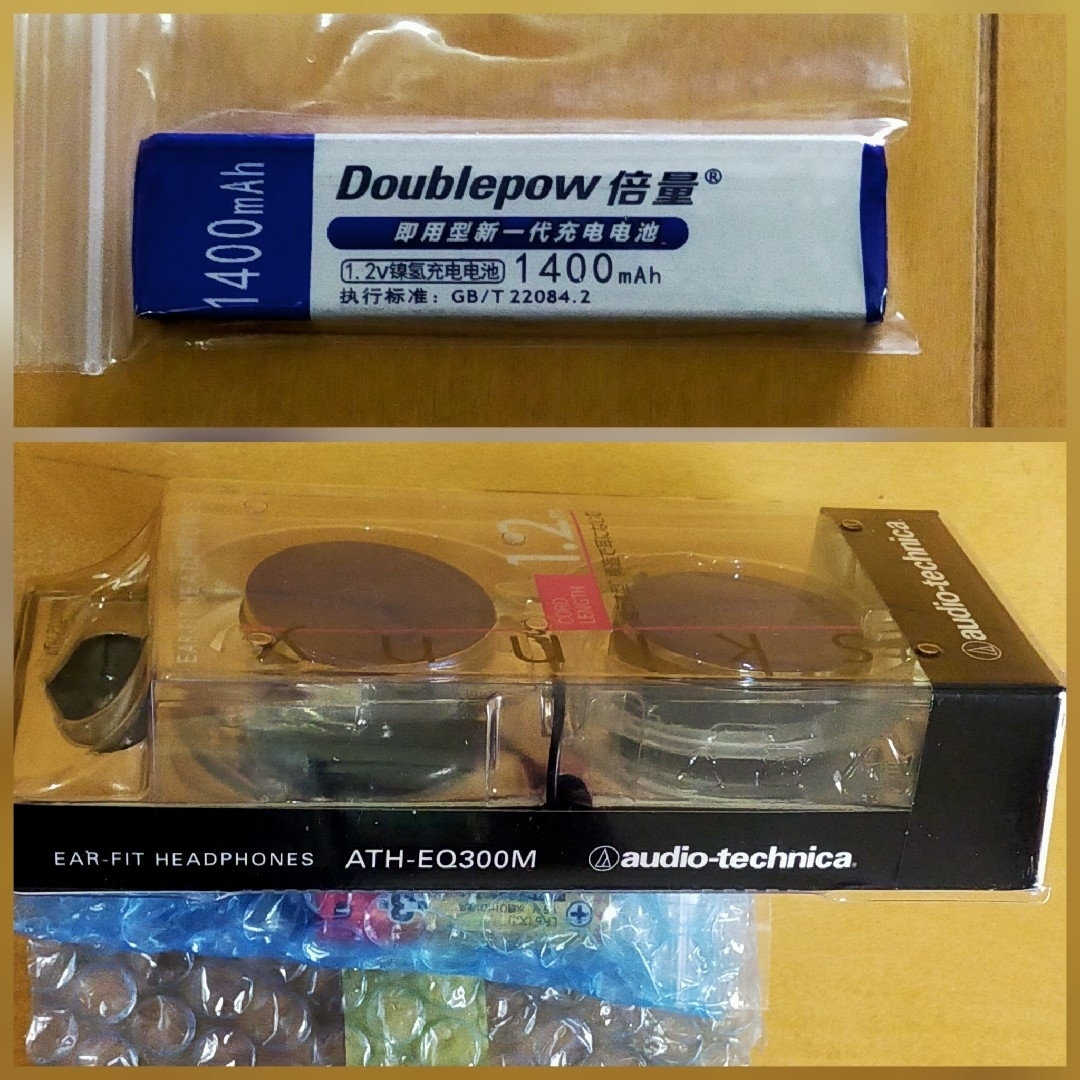 1400mAh
Doublepow 倍量®
即用型新一代充电电池
1.2V镍氢充电电池 1400mAh
执行标准：GB/T 22084.2
1.2
CORD
LENGTH
audio-technica
EAR-FIT HEADPHONES ATH-EQ300M audio-technica®